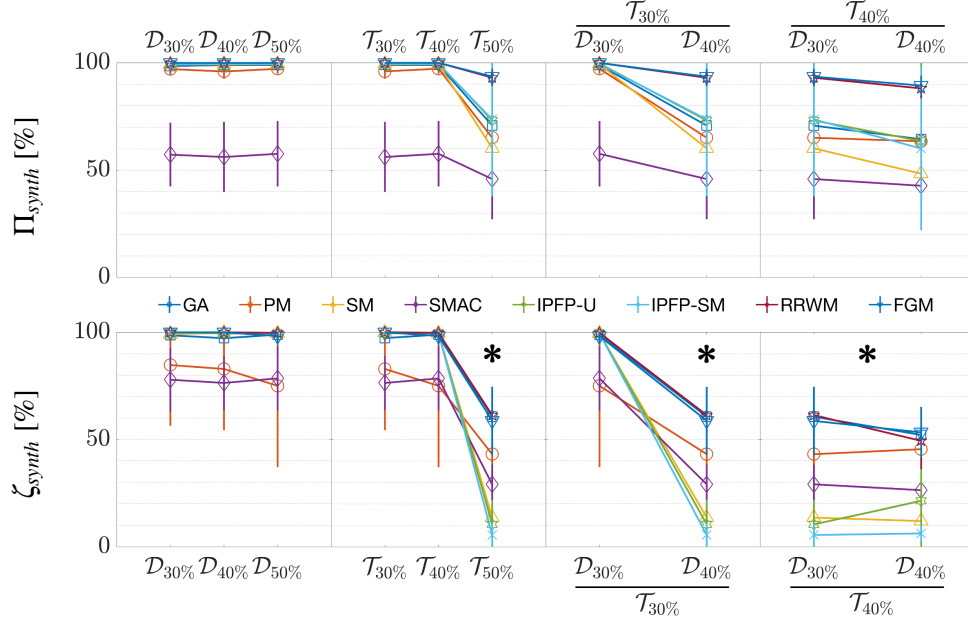 𝒯30% 𝒯40%
𝒟30% 𝒟40% 𝒟50% 𝒯30% 𝒯40% 𝒯50% 𝒟30% 𝒟40% 𝒟30% 𝒟40%
100
50
0
Πsynth [%]
GA PM SM SMAC IPFP-U IPFP-SM RRWM FGM
100
50
0
ζsynth [%]
* * *
𝒟30% 𝒟40% 𝒟50% 𝒯30% 𝒯40% 𝒯50% 𝒟30% 𝒟40% 𝒟30% 𝒟40%
𝒯30% 𝒯40%